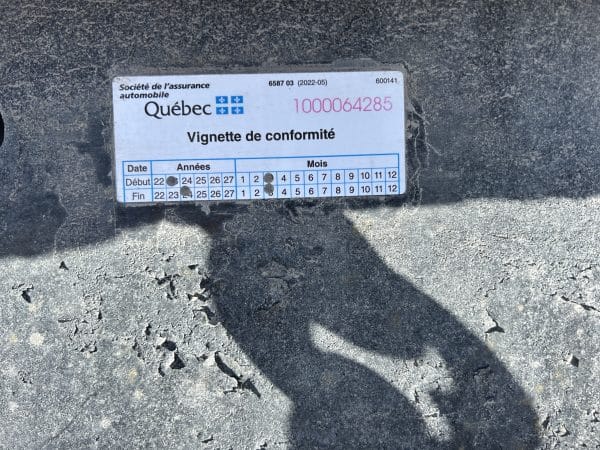 Société de l'assurance
automobile
6587 03 (2022-05)
600141
Québec
1000064285
Vignette de conformité
Date Années Mois
Début 22 24 25 26 27 1 2 4 5 6 7 8 9 10 11 12
Fin 22 23 25 26 27 1 2 4 5 6 7 8 9 10 11 12